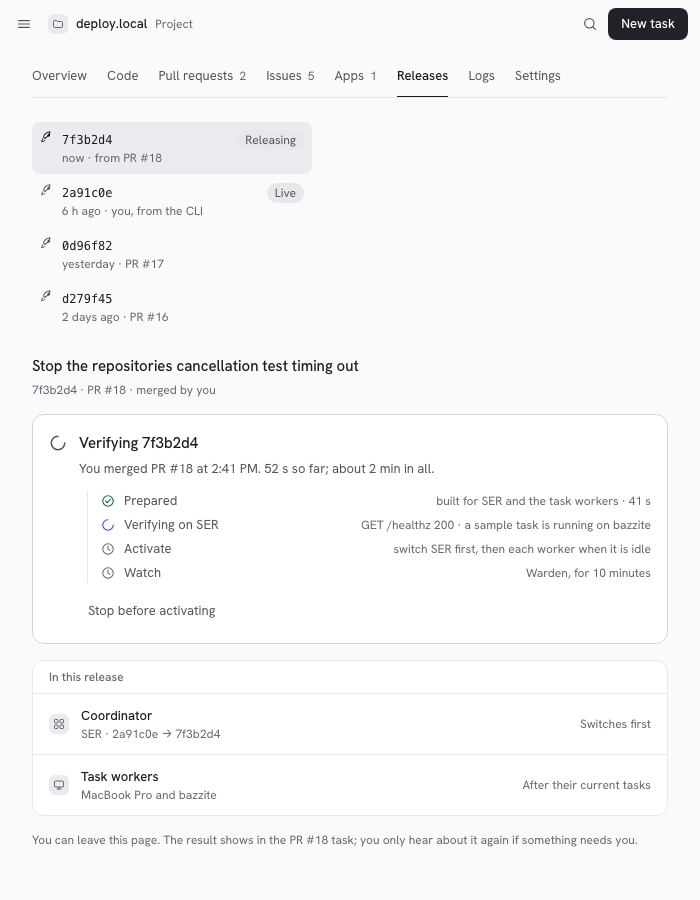 deploy.local Project
New task
Overview Code Pull requests 2 Issues 5 Apps 1 Releases Logs Settings
7f3b2d4 Releasing
now · from PR #18
2a91c0e Live
6 h ago · you, from the CLI
0d96f82
yesterday · PR #17
d279f45
2 days ago · PR #16
Stop the repositories cancellation test timing out
7f3b2d4 · PR #18 · merged by you
Verifying 7f3b2d4
You merged PR #18 at 2:41 PM. 52 s so far; about 2 min in all.
Prepared built for SER and the task workers · 41 s
Verifying on SER GET /healthz 200 · a sample task is running on bazzite
Activate switch SER first, then each worker when it is idle
Watch Warden, for 10 minutes
Stop before activating
In this release
Coordinator
SER · 2a91c0e → 7f3b2d4
Switches first
Task workers
MacBook Pro and bazzite
After their current tasks
You can leave this page. The result shows in the PR #18 task; you only hear about it again if something needs you.